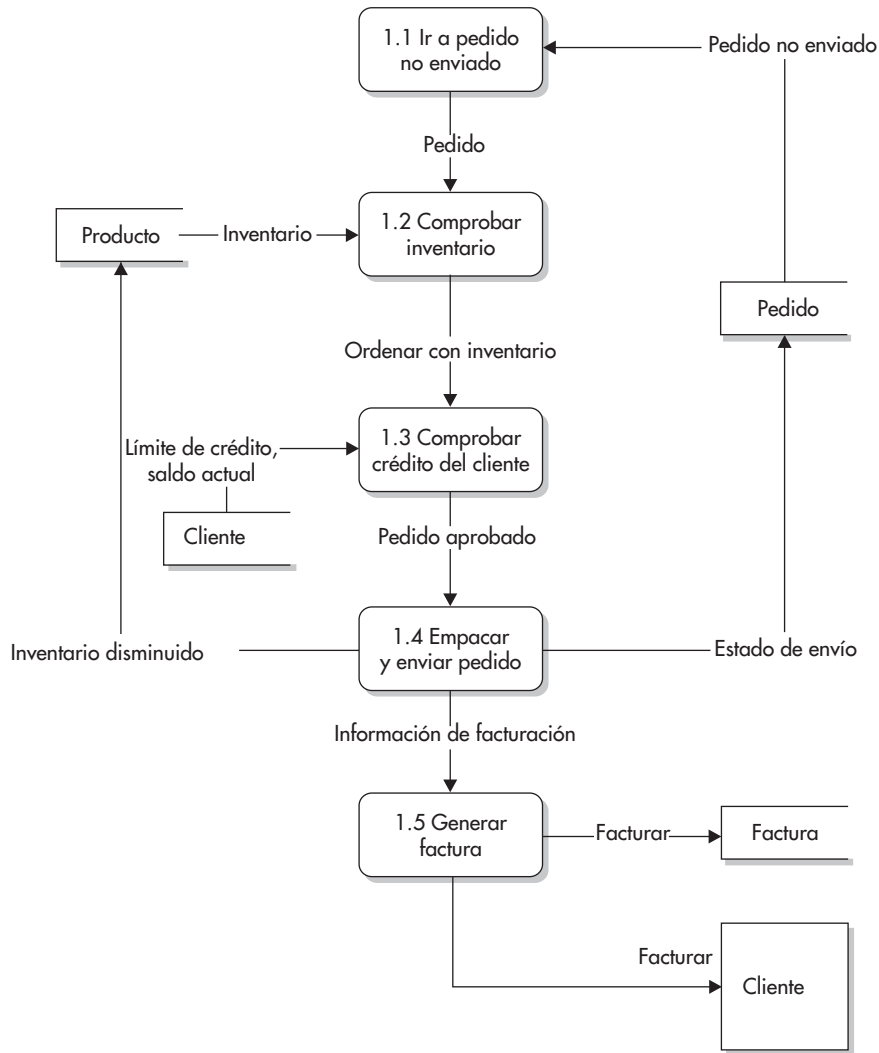 1.1 Ir a pedido
no enviado
Pedido no enviado
Pedido
Producto
Inventario
1.2 Comprobar
inventario
Pedido
Ordenar con inventario
Límite de crédito,
saldo actual
1.3 Comprobar
crédito del cliente
Cliente
Pedido aprobado
Inventario disminuido
1.4 Empacar
y enviar pedido
Estado de envío
Información de facturación
1.5 Generar
factura
Facturar
Factura
Facturar
Cliente